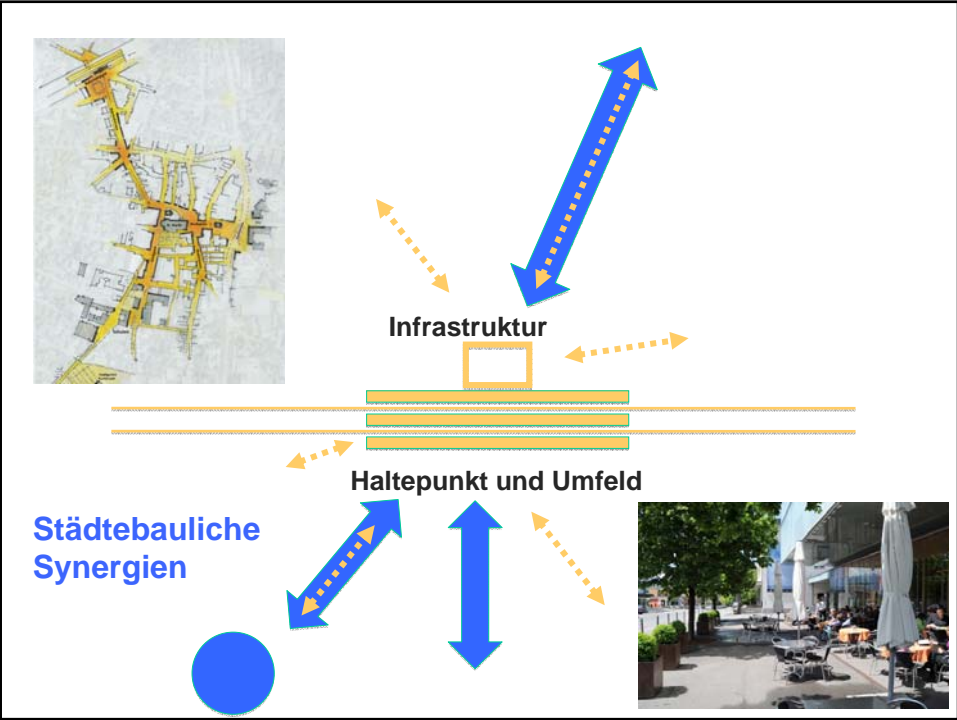 Infrastruktur
Haltepunkt und Umfeld
Städtebauliche
Synergien